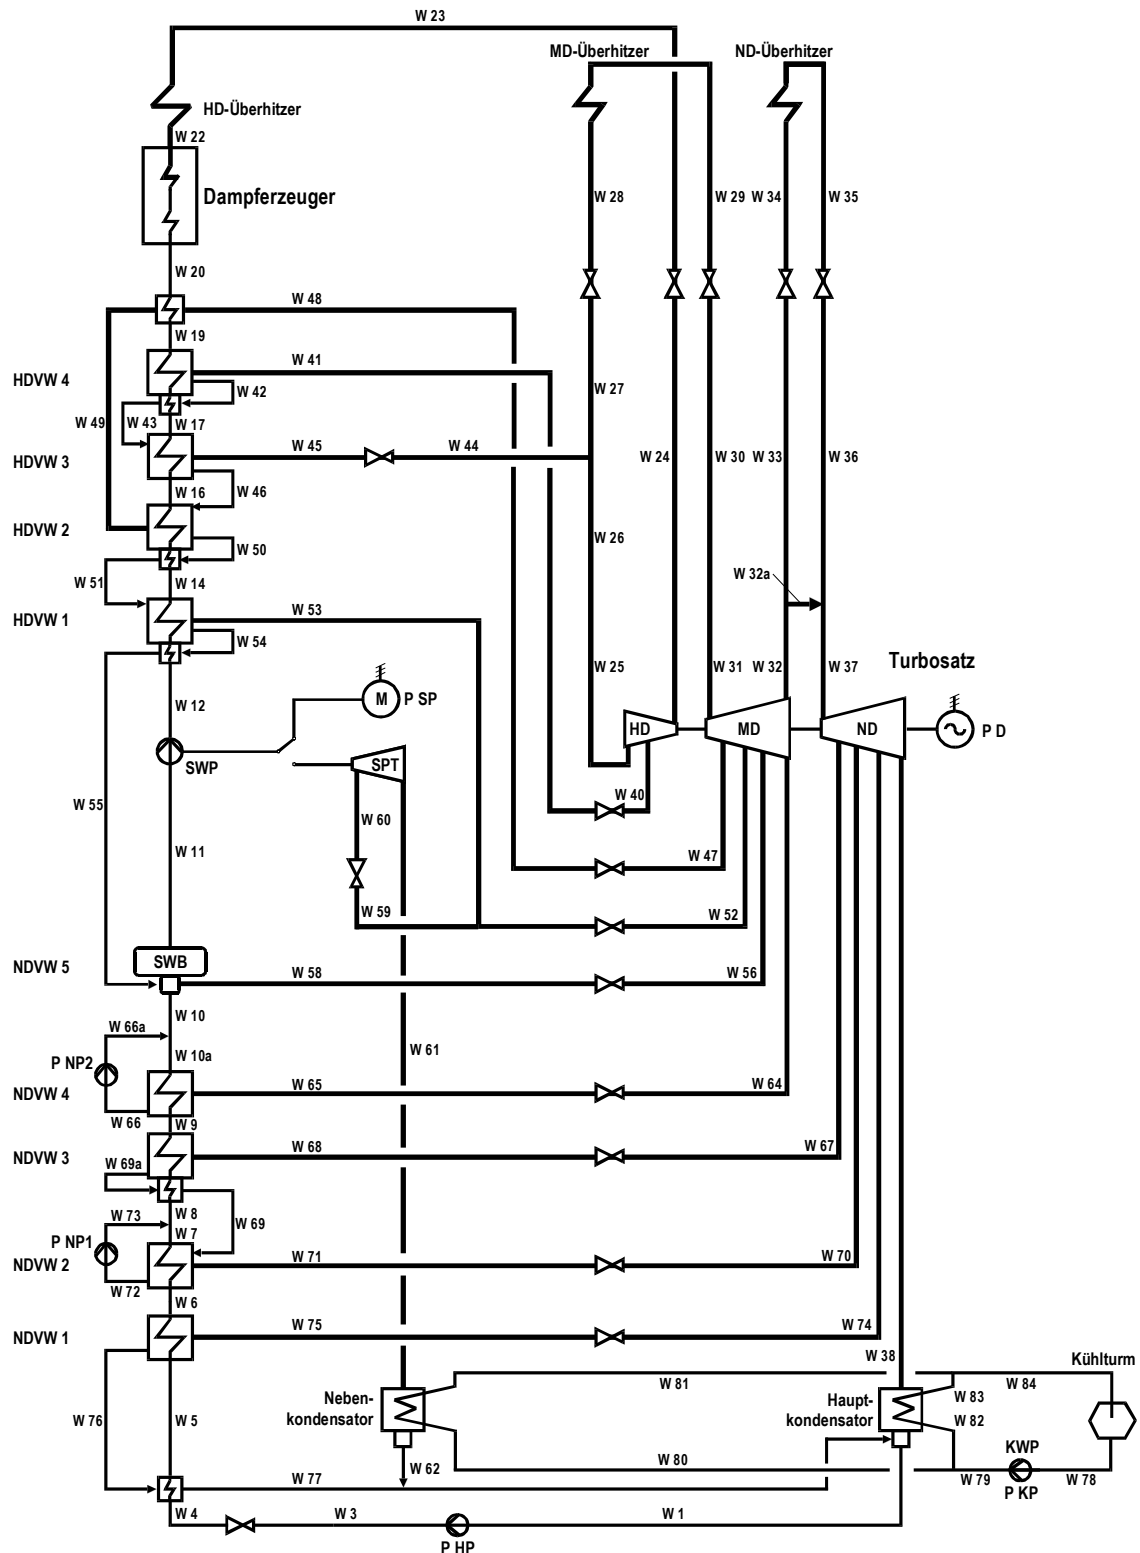 W 23
MD-Überhitzer
ND-Überhitzer
HD-Überhitzer
W 22
Dampferzeuger
W 28
W 29
W 34
W 35
W 20
W 48
W 19
W 41
HDVW 4
W 42
W 27
W 49
W 43
W 17
W 45
W 44
W 24
W 30
W 33
W 36
HDVW 3
W 16
W 46
HDVW 2
W 26
W 50
W 51
W 14
W 32a
HDVW 1
W 53
W 54
W 25
W 31
W 32
W 37
Turbosatz
W 12
M
P SP
HD
MD
ND
P D
SWP
SPT
W 55
W 60
W 40
W 11
W 47
W 59
W 52
SWB
NDVW 5
W 58
W 56
W 10
W 66a
W 10a
W 61
P NP2
NDVW 4
W 65
W 64
W 66
W 9
NDVW 3
W 68
W 67
W 69a
W 8
W 73
W 7
W 69
P NP1
NDVW 2
W 71
W 70
W 72
W 6
NDVW 1
W 75
W 74
W 38
Kühlturm
W 81
W 84
Neben-
kondensator
Haupt-
kondensator
W 83
W 82
W 76
W 5
KWP
W 62
W 80
W 79
W 78
W 77
P KP
W 4
W 3
W 1
P HP